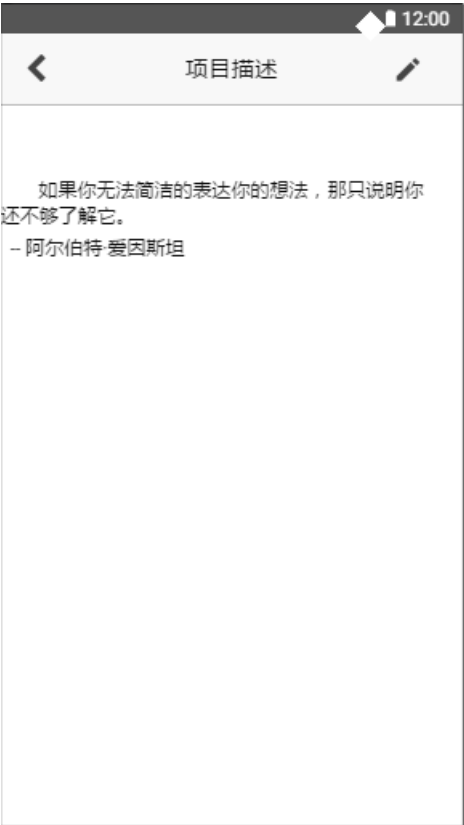 12:00
项目描述
如果你无法简洁的表达你的想法，那只说明你
还不够了解它。
-- 阿尔伯特·爱因斯坦